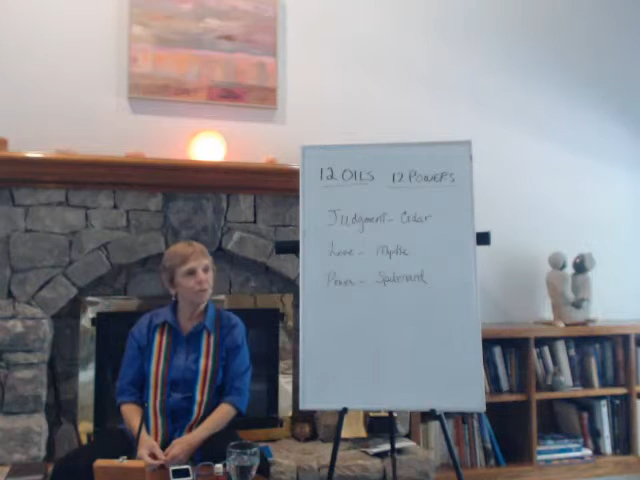 12 OILS 12 POWERS
Judgment - Cedar
Love - Myrtle
Power - Spikenard